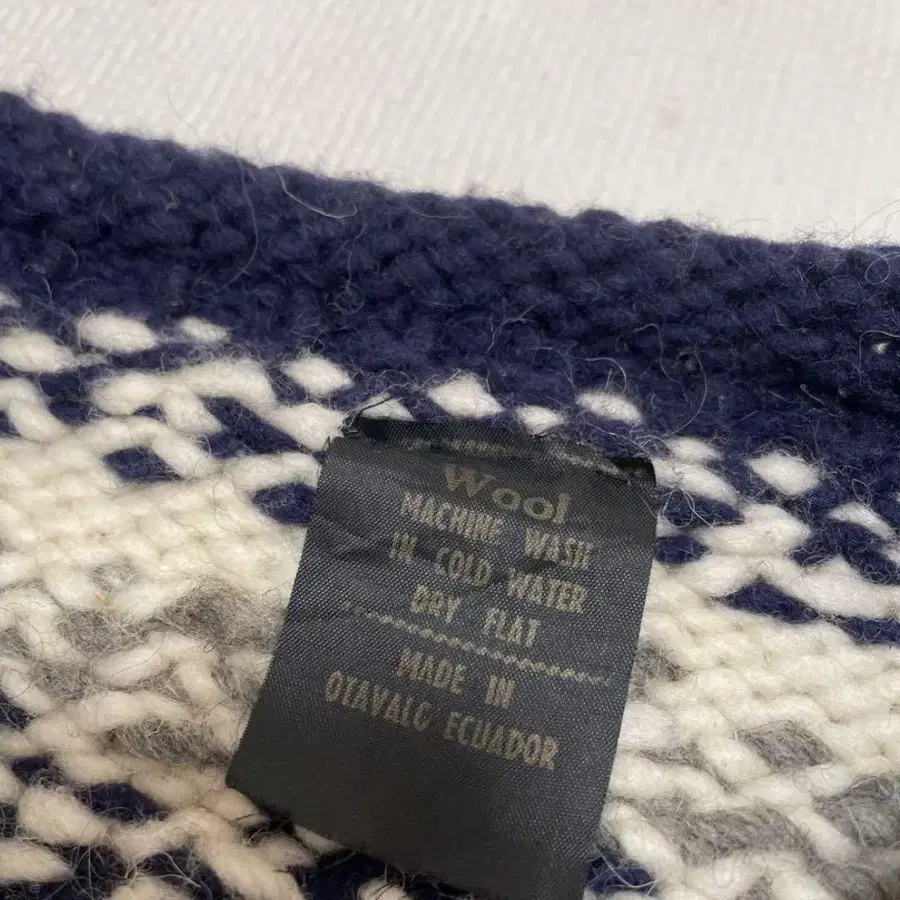 Wool
MACHINE WASH
IN COLD WATER
DRY FLAT
MADE IN
OTAVALO ECUADOR